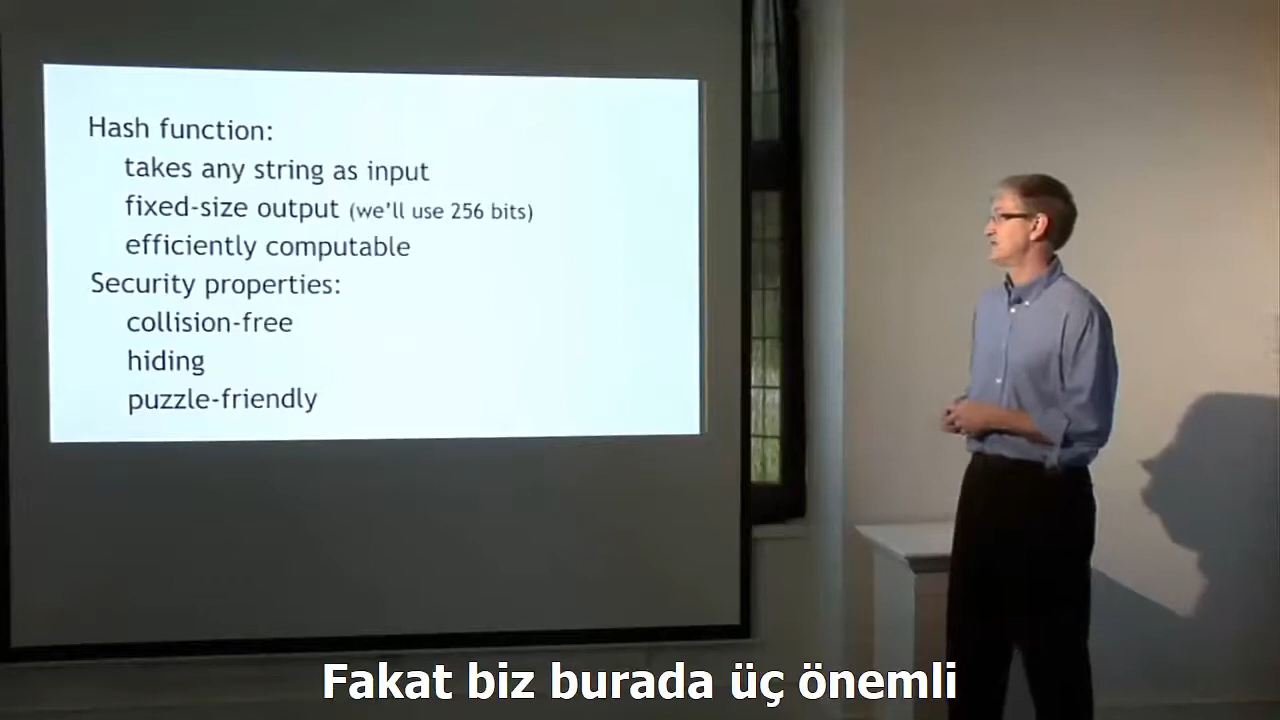 Hash function:
takes any string as input
fixed-size output (we'll use 256 bits)
efficiently computable
Security properties:
collision-free
hiding
puzzle-friendly
Fakat biz burada üç önemli